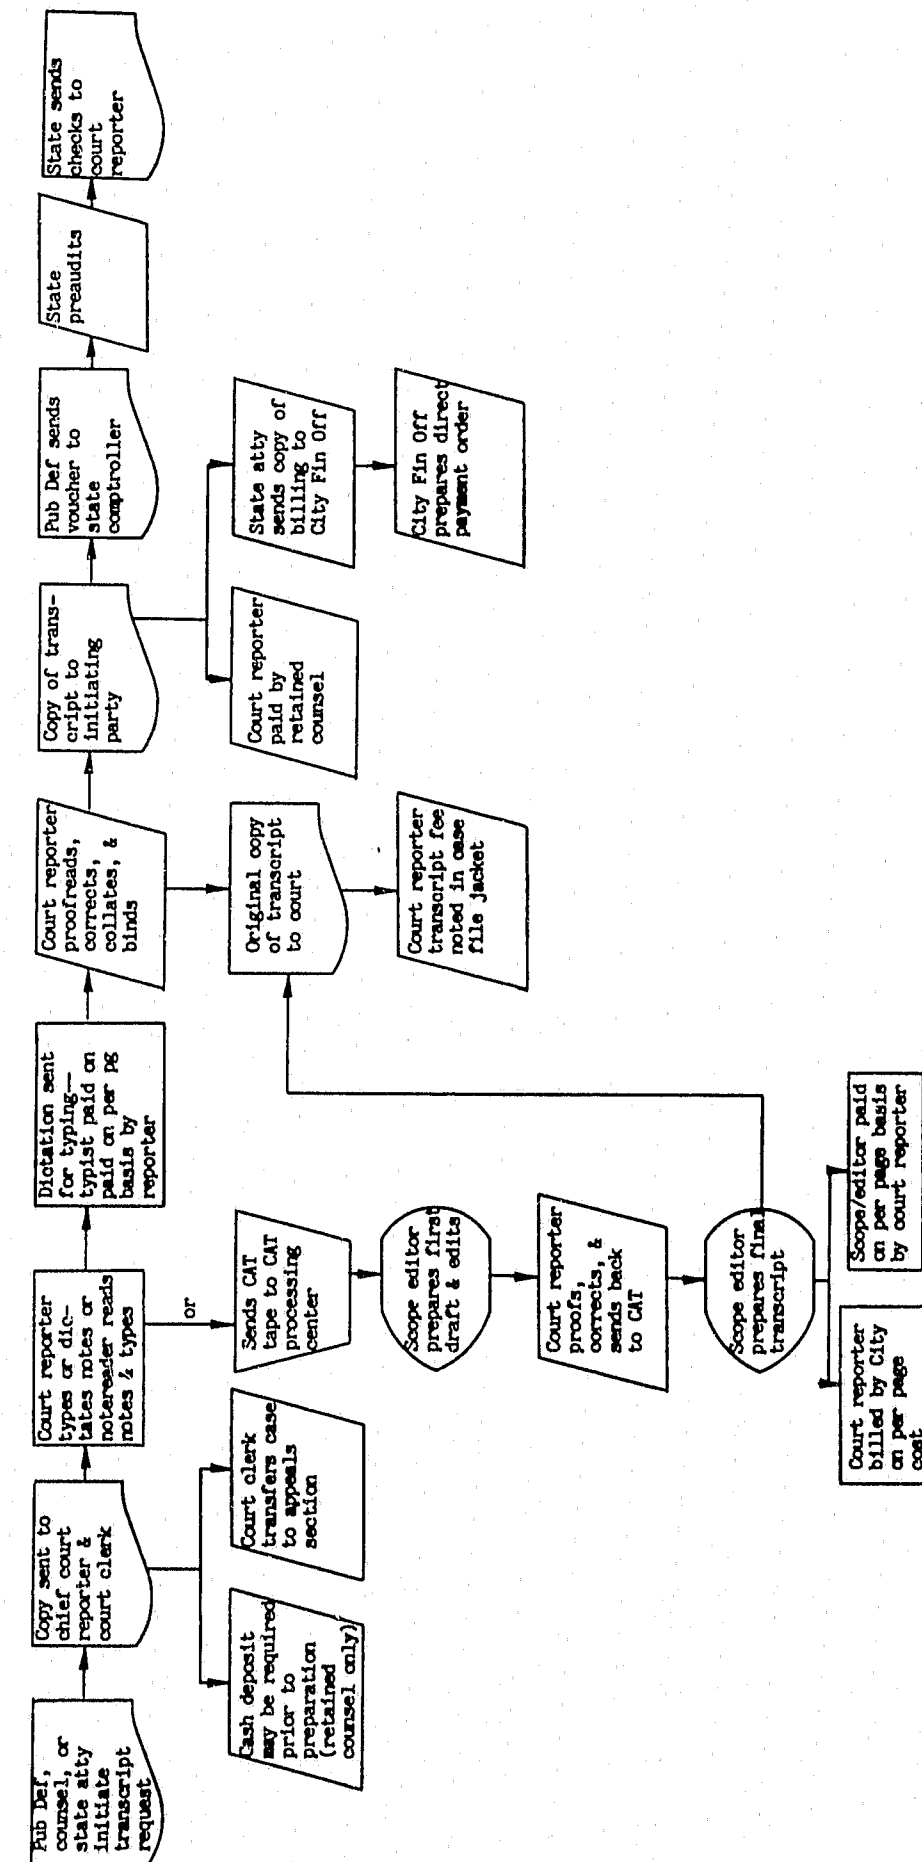 Pub Def,
counsel, or
state atty
initiate
transcript
request
Copy sent to
chief court
reporter &
court clerk
Court reporter
types or dic-
tates notes or
notereader reads
notes & types
Dictation sent
for typing—
typist paid on
paid on per pg
basis by
reporter
Court reporter
proofreads,
corrects,
collates, &
binds
Copy of trans-
cript to
initiating
party
Pub Def sends
voucher to
state
comptroller
State
preaudits
State sends
checks to
court
reporter
Cash deposit
may be required
prior to
preparation
(retained
counsel only)
Court clerk
transfers case
to appeals
section
or
Sends CAT
tape to CAT
processing
center
Original copy
of transcript
to court
Court reporter
paid by
retained
counsel
State atty
sends copy of
billing to
City Fin Off
Scope editor
prepares first
draft & edits
Court reporter
transcript fee
noted in case
file jacket
City Fin Off
prepares direct
payment order
Court reporter
proofs,
corrects, &
sends back
to CAT
Scope editor
prepares final
transcript
Court reporter
billed by City
on per page
cost
Scope/editor paid
on per page basis
by court reporter